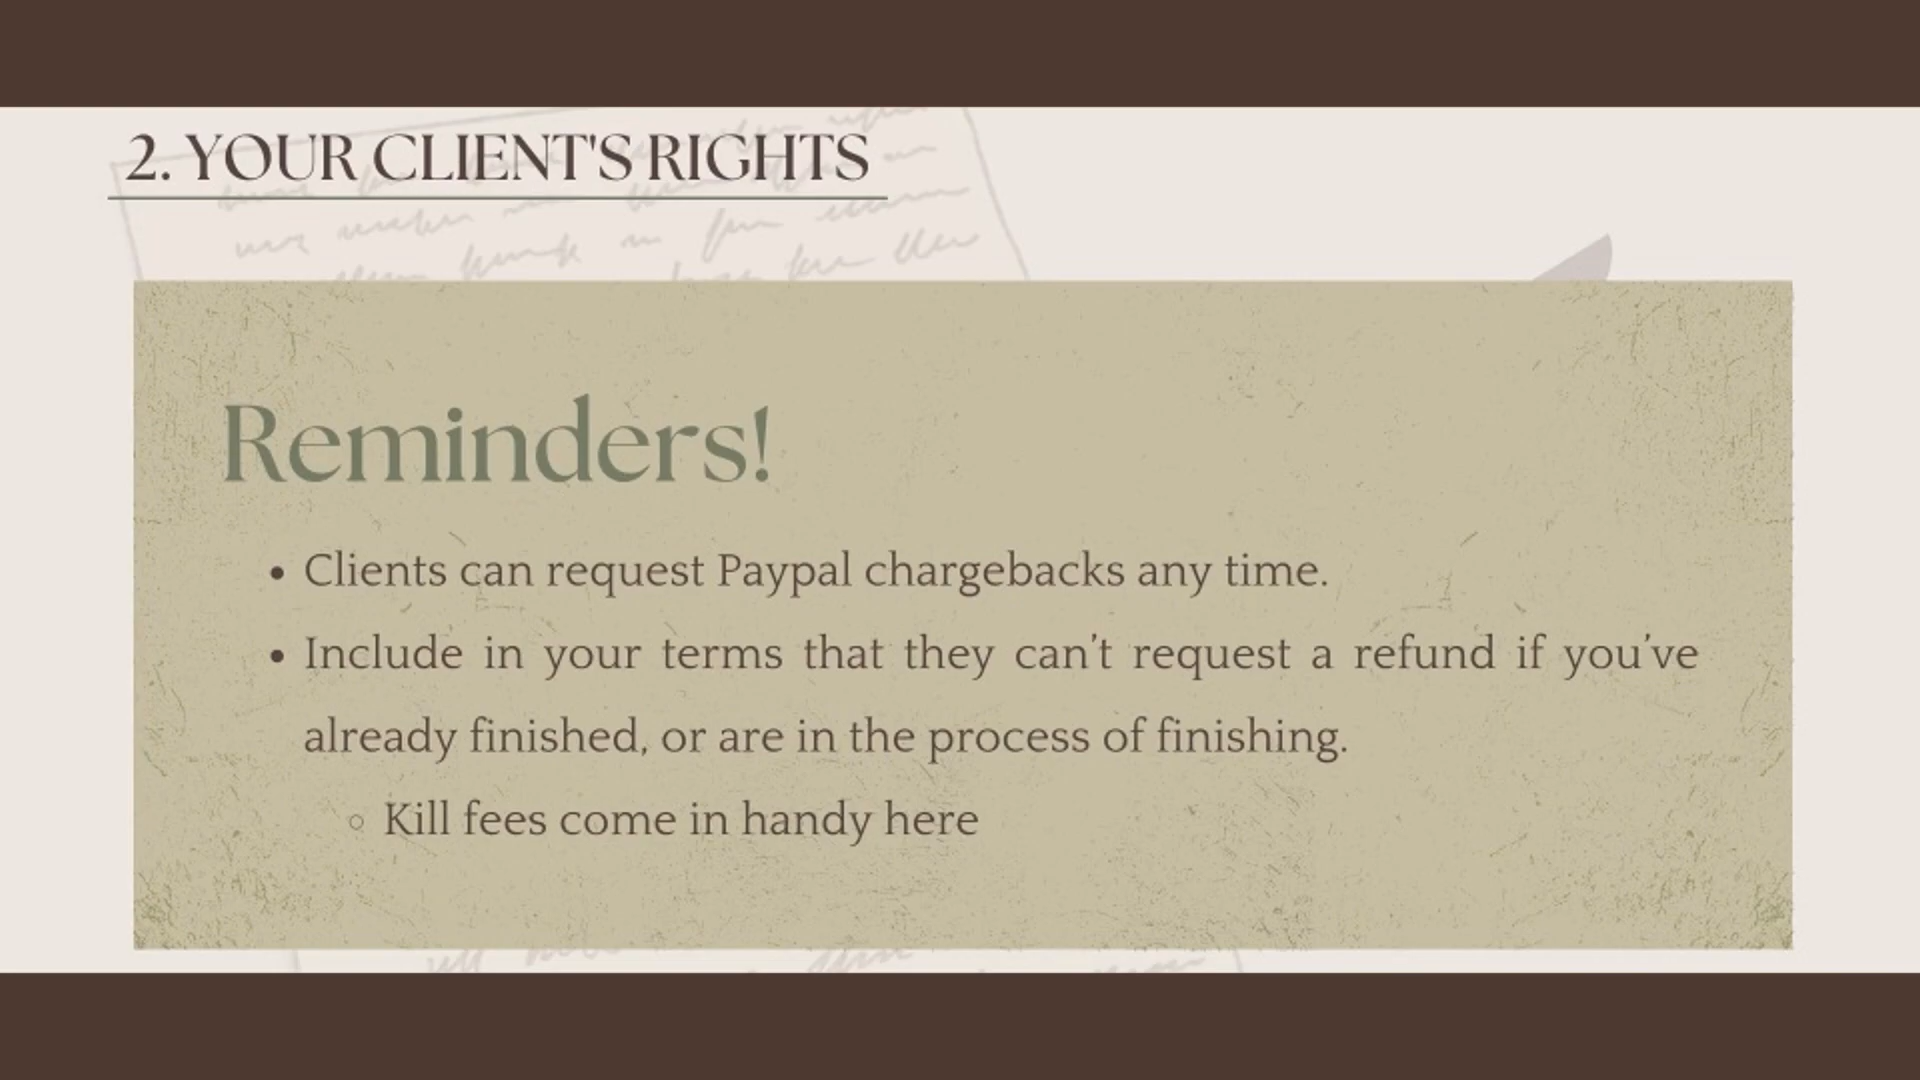 2. YOUR CLIENT'S RIGHTS
Reminders!
• Clients can request Paypal chargebacks any time.
• Include in your terms that they can’t request a refund if you’ve
already finished, or are in the process of finishing.
◦ Kill fees come in handy here